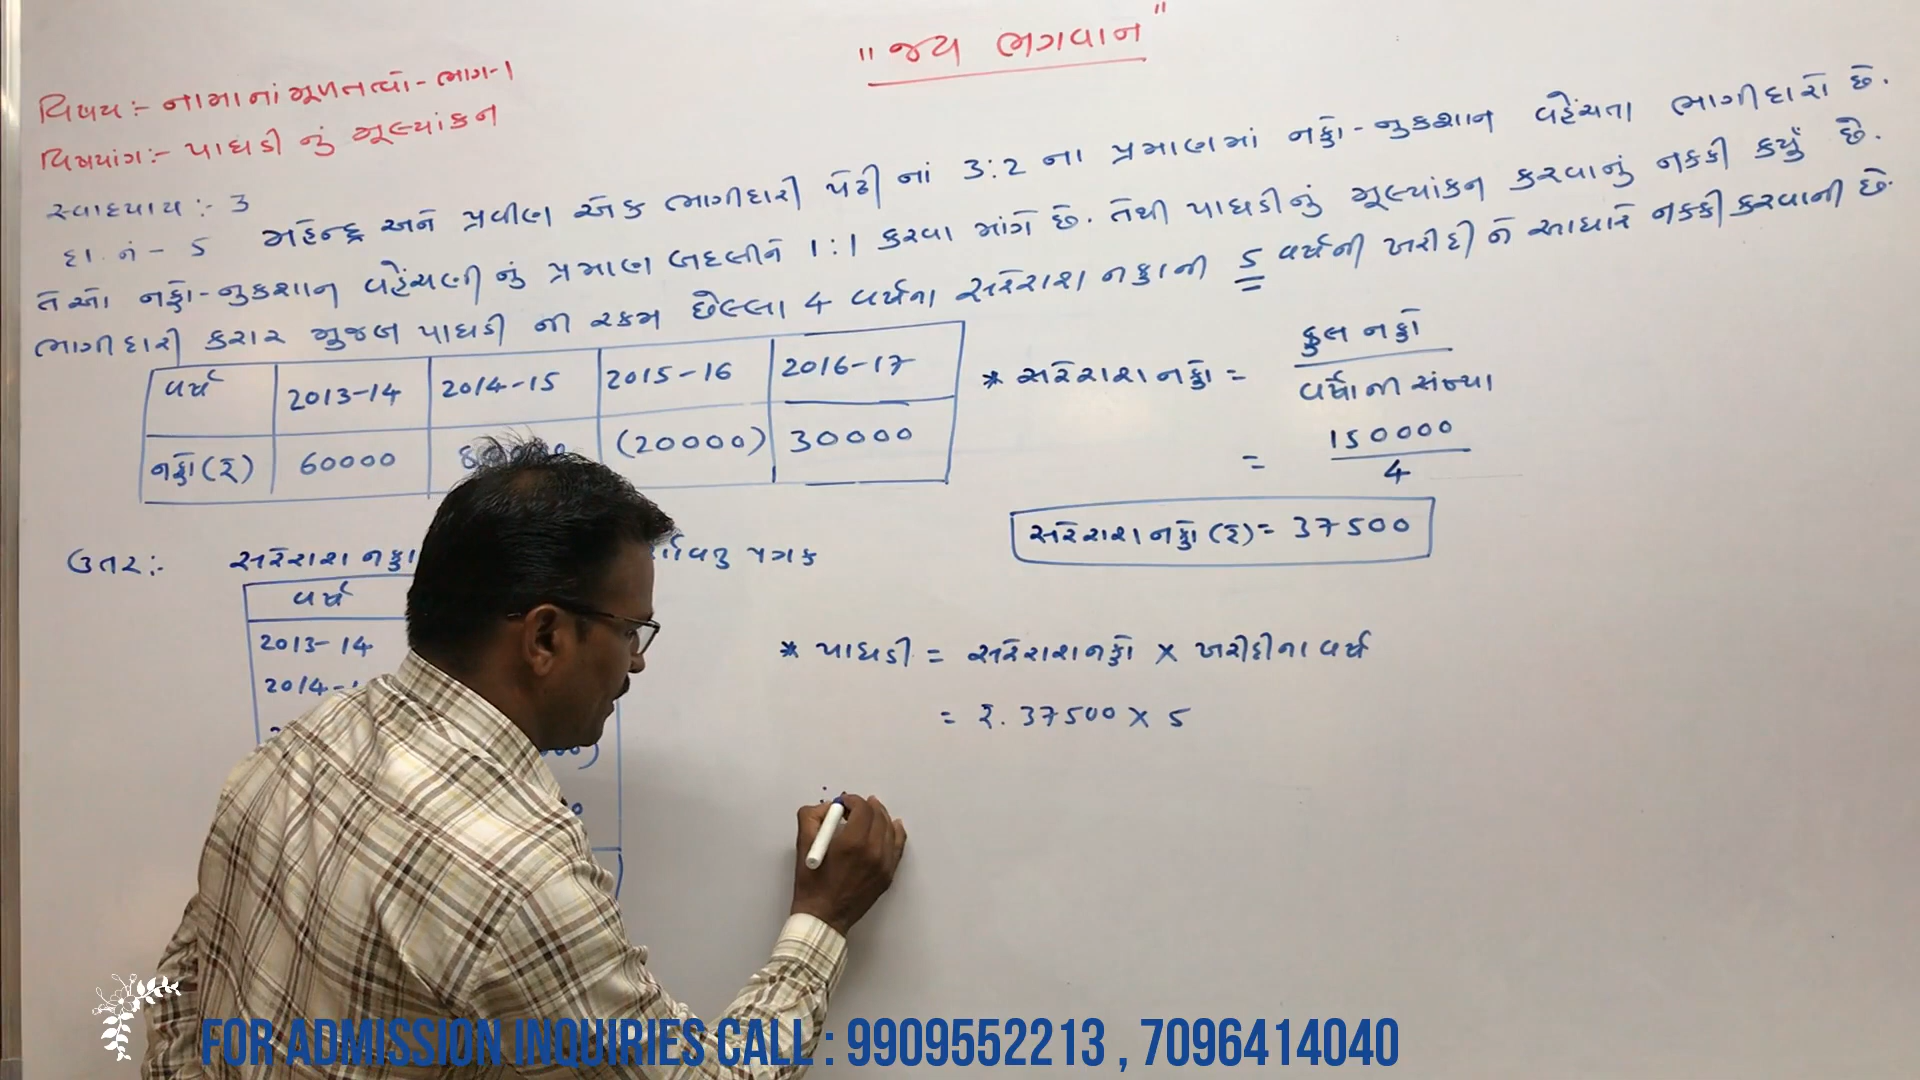 "જય ભગવાન"
વિષય:- નામાનાં મૂળતત્વો - ભાગ-1
વિષયાંગ:- પાઘડી નું મૂલ્યાંકન
સ્વાધ્યાય:- 3
દા. નં - 5 મહેન્દ્ર અને પ્રવીણ એક ભાગીદારી પેઢી નાં 3:2 ના પ્રમાણમાં નફો-નુકશાન વહેંચતા ભાગીદારો છે.
તેઓ નફો-નુકશાન વહેંચણી નું પ્રમાણ બદલીને 1:1 કરવા માંગે છે. તેથી પાઘડીનું મૂલ્યાંકન કરવાનું નક્કી કર્યું છે.
ભાગીદારી કરાર મુજબ પાઘડી ની રકમ છેલ્લા 4 વર્ષના સરેરાશ નફાની 5 વર્ષની ખરીદી ને આધારે નક્કી કરવાની છે.
વર્ષ 2013-14 2014-15 2015-16 2016-17
નફો(રૂ) 60000 (20000) 30000
* સરેરાશ નફો = કુલ નફો
વર્ષોની સંખ્યા
= 150000
4
સરેરાશ નફો (રૂ) = 37500
ઉતર:- સરેરાશ નફા પત્રક
વર્ષ
2013-14
2014-
* પાઘડી = સરેરાશ નફો × ખરીદીના વર્ષ
= રૂ. 37500 × 5
FOR ADMISSION INQUIRIES CALL : 9909552213 , 7096414040